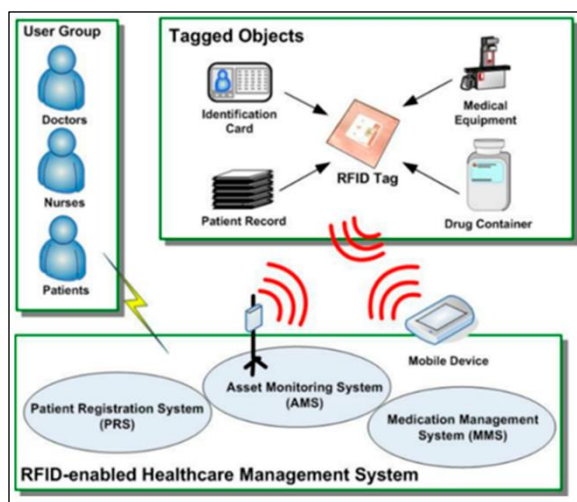 User Group
Doctors
Nurses
Patients
Tagged Objects
Identification
Card
Medical
Equipment
RFID Tag
Patient Record
Drug Container
Mobile Device
Asset Monitoring System
(AMS)
Patient Registration System
(PRS)
Medication Management
System (MMS)
RFID-enabled Healthcare Management System